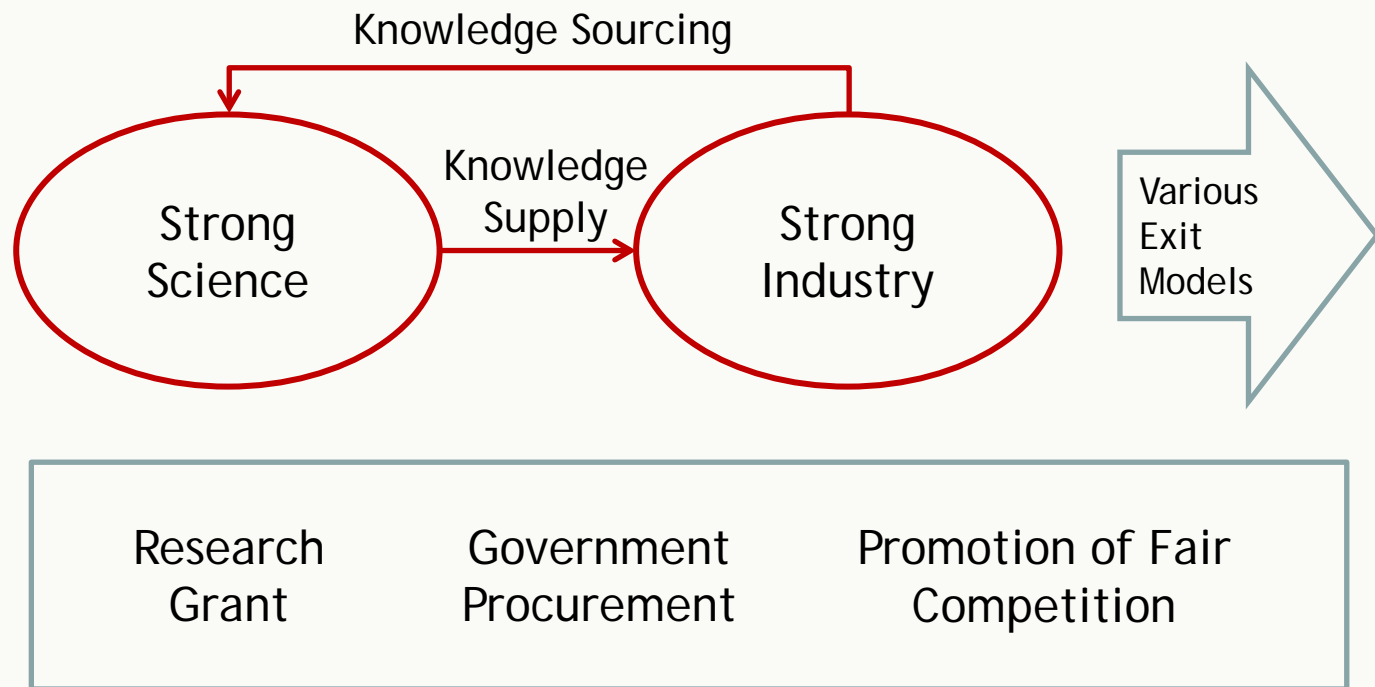 Knowledge Sourcing
Knowledge
Supply
Strong
Science
Strong
Industry
Various
Exit
Models
Research
Grant
Government
Procurement
Promotion of Fair
Competition